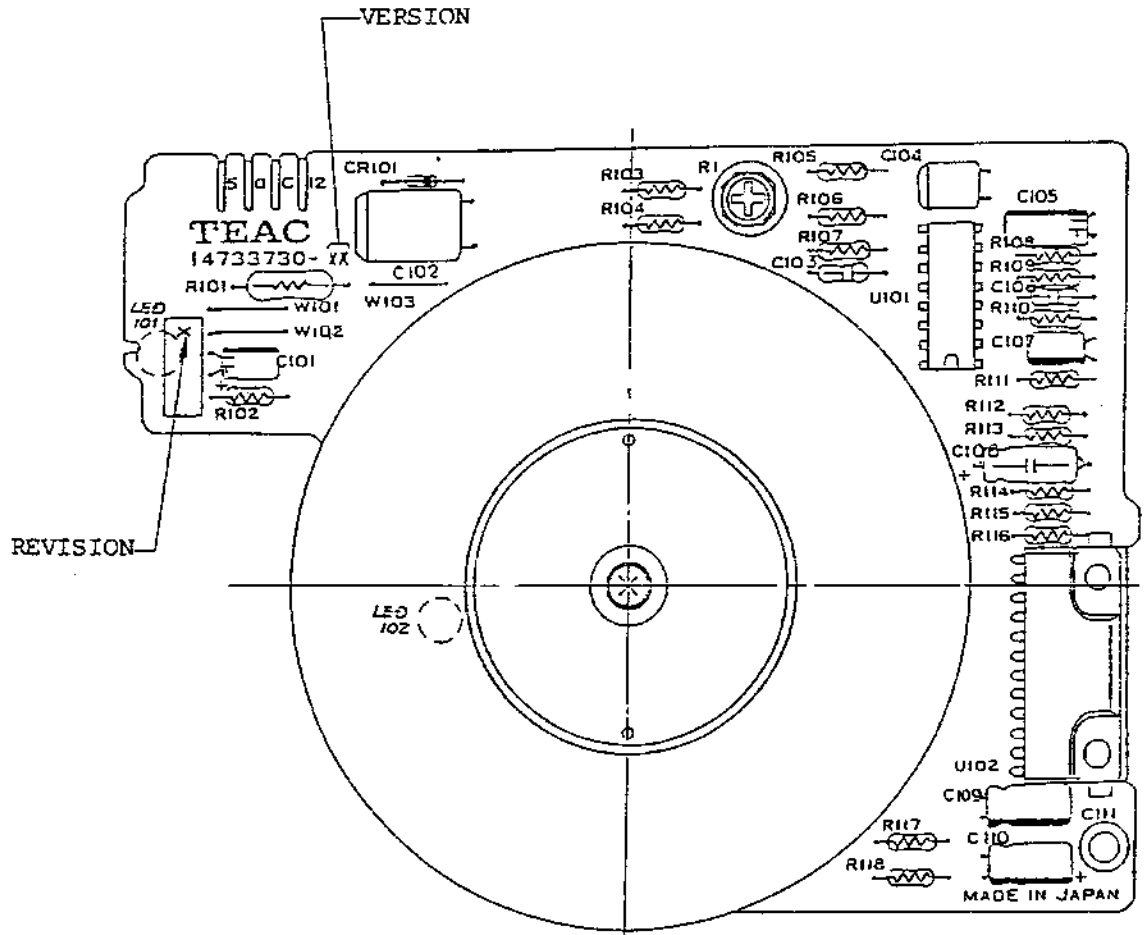 VERSION
CR101
S G C 12
TEAC
14733730-XX
C102
R101
W101
W103
LED
101
X
W102
C101
+
R102
REVISION
R103
R104
R1
R105
C104
R106
R107
C103
U101
C105
R108
R109
C106
R110
C107
R111
R112
R113
C108
+
R114
R115
R116
LED
102
U102
C109
C111
R117
C110
R118
+
MADE IN JAPAN